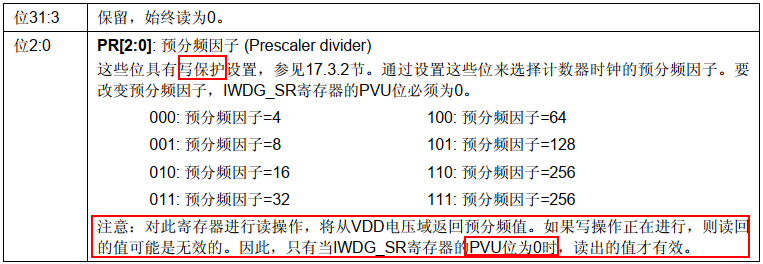 位31:3 保留，始终读为0。
位2:0 PR[2:0]: 预分频因子 (Prescaler divider)
这些位具有写保护设置，参见17.3.2节。通过设置这些位来选择计数器时钟的预分频因子。要
改变预分频因子，IWDG_SR寄存器的PVU位必须为0。
000: 预分频因子=4 100: 预分频因子=64
001: 预分频因子=8 101: 预分频因子=128
010: 预分频因子=16 110: 预分频因子=256
011: 预分频因子=32 111: 预分频因子=256
注意：对此寄存器进行读操作，将从VDD电压域返回预分频值。如果写操作正在进行，则读回
的值可能是无效的。因此，只有当IWDG_SR寄存器的PVU位为0时，读出的值才有效。